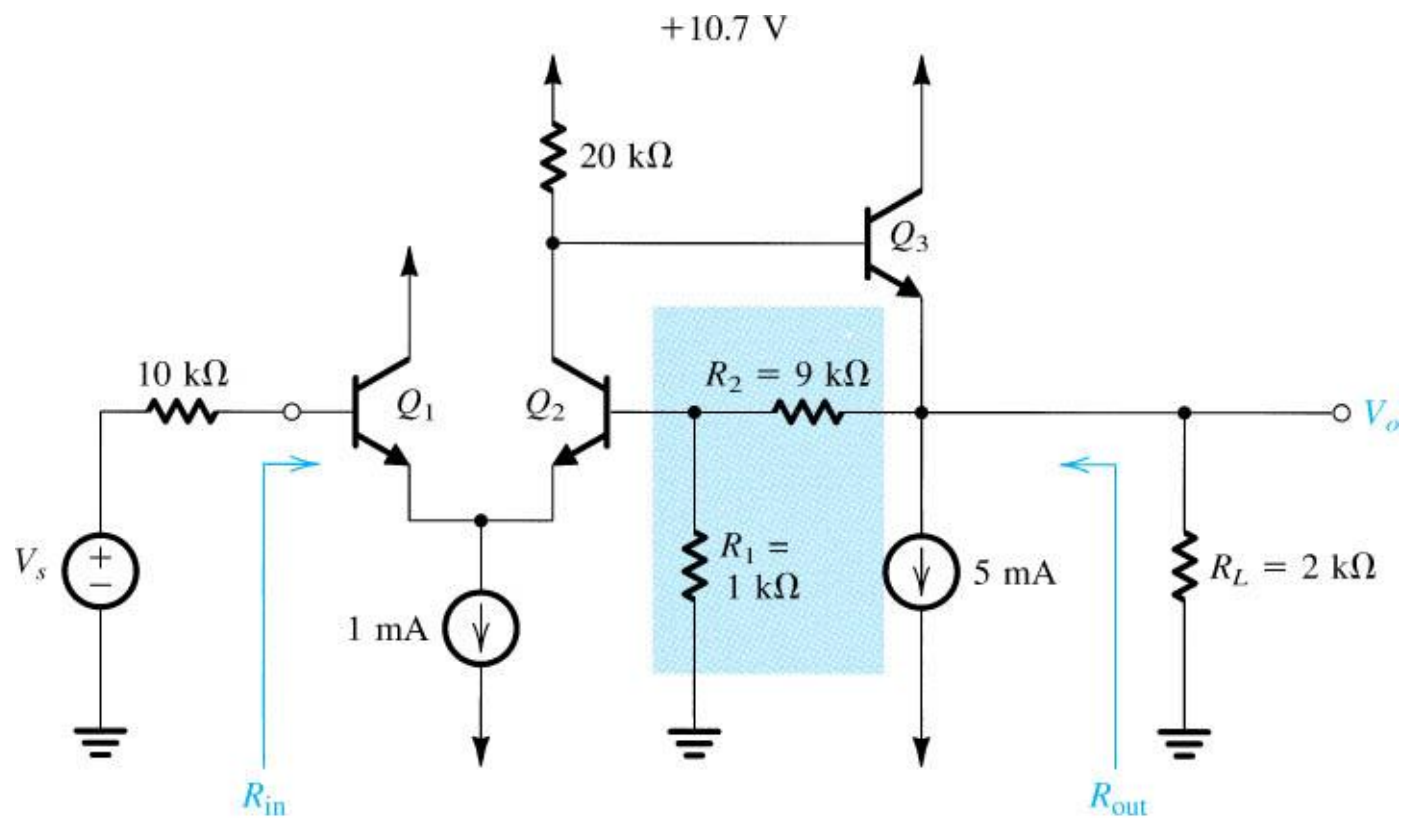 +10.7 V
20 kΩ
Q3
10 kΩ
Q1
Q2
R2 = 9 kΩ
Vo
Vs
+
−
1 mA
R1 =
1 kΩ
5 mA
RL = 2 kΩ
Rin
Rout